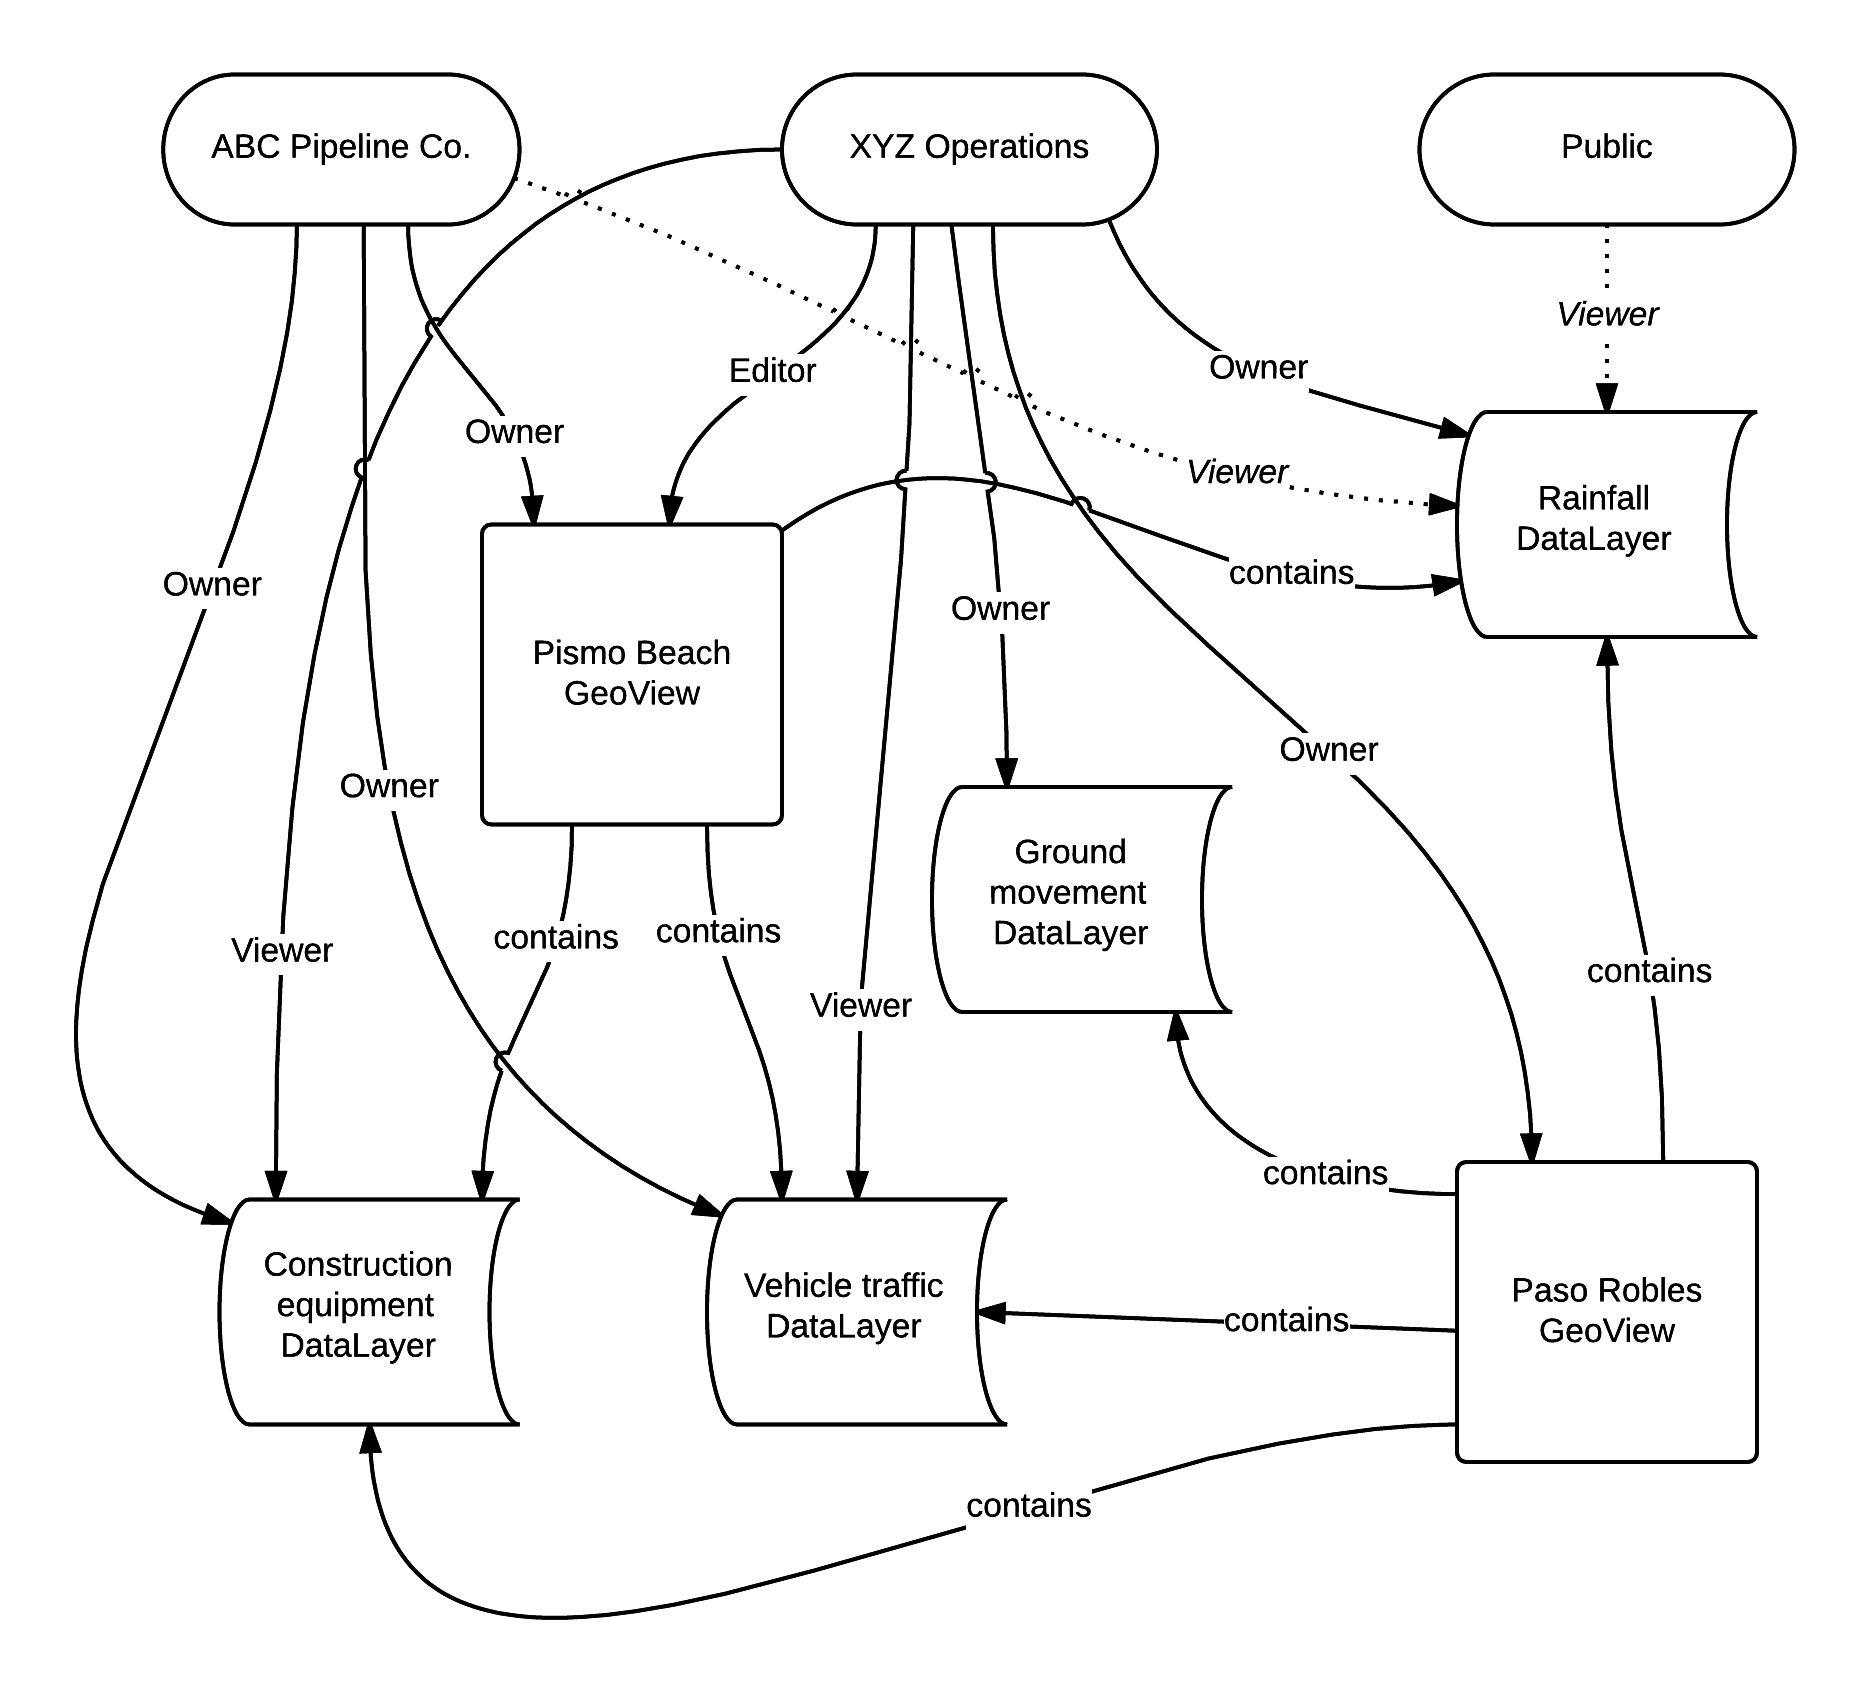 ABC Pipeline Co.
XYZ Operations
Public
Viewer
Owner
Editor
Owner
Viewer
Rainfall
DataLayer
contains
Owner
Owner
Pismo Beach
GeoView
Owner
Owner
Ground
movement
DataLayer
Viewer
contains
contains
Viewer
contains
contains
Construction
equipment
DataLayer
Vehicle traffic
DataLayer
contains
Paso Robles
GeoView
contains